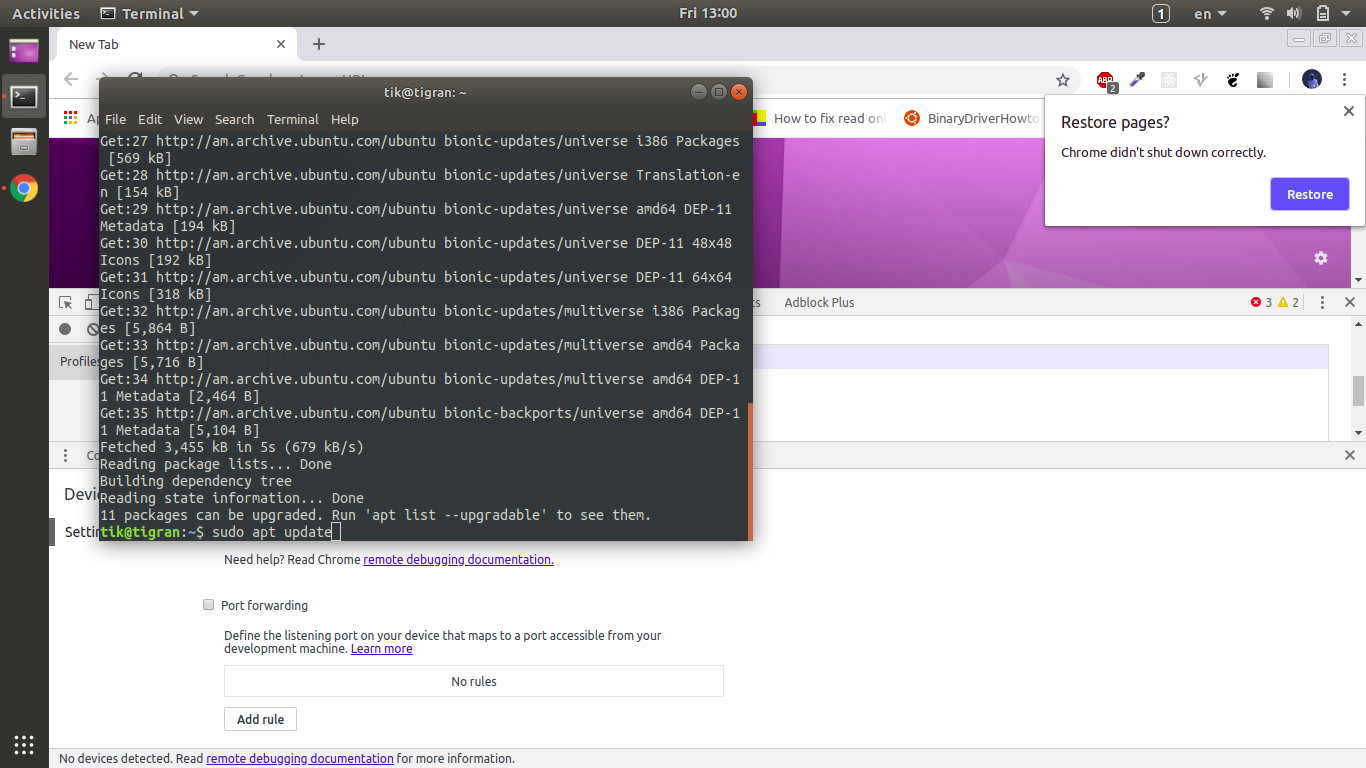 Activities
Terminal
Fri 13:00
1
en
New Tab
2
tik@tigran: ~
File Edit View Search Terminal Help
How to fix read onl
BinaryDriverHowto
Restore pages?
Chrome didn't shut down correctly.
Restore
Get:27 http://am.archive.ubuntu.com/ubuntu bionic-updates/universe i386 Packages
[569 kB]
Get:28 http://am.archive.ubuntu.com/ubuntu bionic-updates/universe Translation-e
n [154 kB]
Get:29 http://am.archive.ubuntu.com/ubuntu bionic-updates/universe amd64 DEP-11
Metadata [194 kB]
Get:30 http://am.archive.ubuntu.com/ubuntu bionic-updates/universe DEP-11 48x48
Icons [192 kB]
Get:31 http://am.archive.ubuntu.com/ubuntu bionic-updates/universe DEP-11 64x64
Icons [318 kB]
Get:32 http://am.archive.ubuntu.com/ubuntu bionic-updates/multiverse i386 Packag
es [5,864 B]
Get:33 http://am.archive.ubuntu.com/ubuntu bionic-updates/multiverse amd64 Packa
ges [5,716 B]
Get:34 http://am.archive.ubuntu.com/ubuntu bionic-updates/multiverse amd64 DEP-1
1 Metadata [2,464 B]
Get:35 http://am.archive.ubuntu.com/ubuntu bionic-backports/universe amd64 DEP-1
1 Metadata [5,104 B]
Fetched 3,455 kB in 5s (679 kB/s)
Reading package lists... Done
Building dependency tree
Reading state information... Done
11 packages can be upgraded. Run 'apt list --upgradable' to see them.
tik@tigran:~$ sudo apt update
ts
Adblock Plus
3
2
Profiles
Co
Devic
Settin
Need help? Read Chrome remote debugging documentation.
Port forwarding
Define the listening port on your device that maps to a port accessible from your
development machine. Learn more
No rules
Add rule
No devices detected. Read remote debugging documentation for more information.